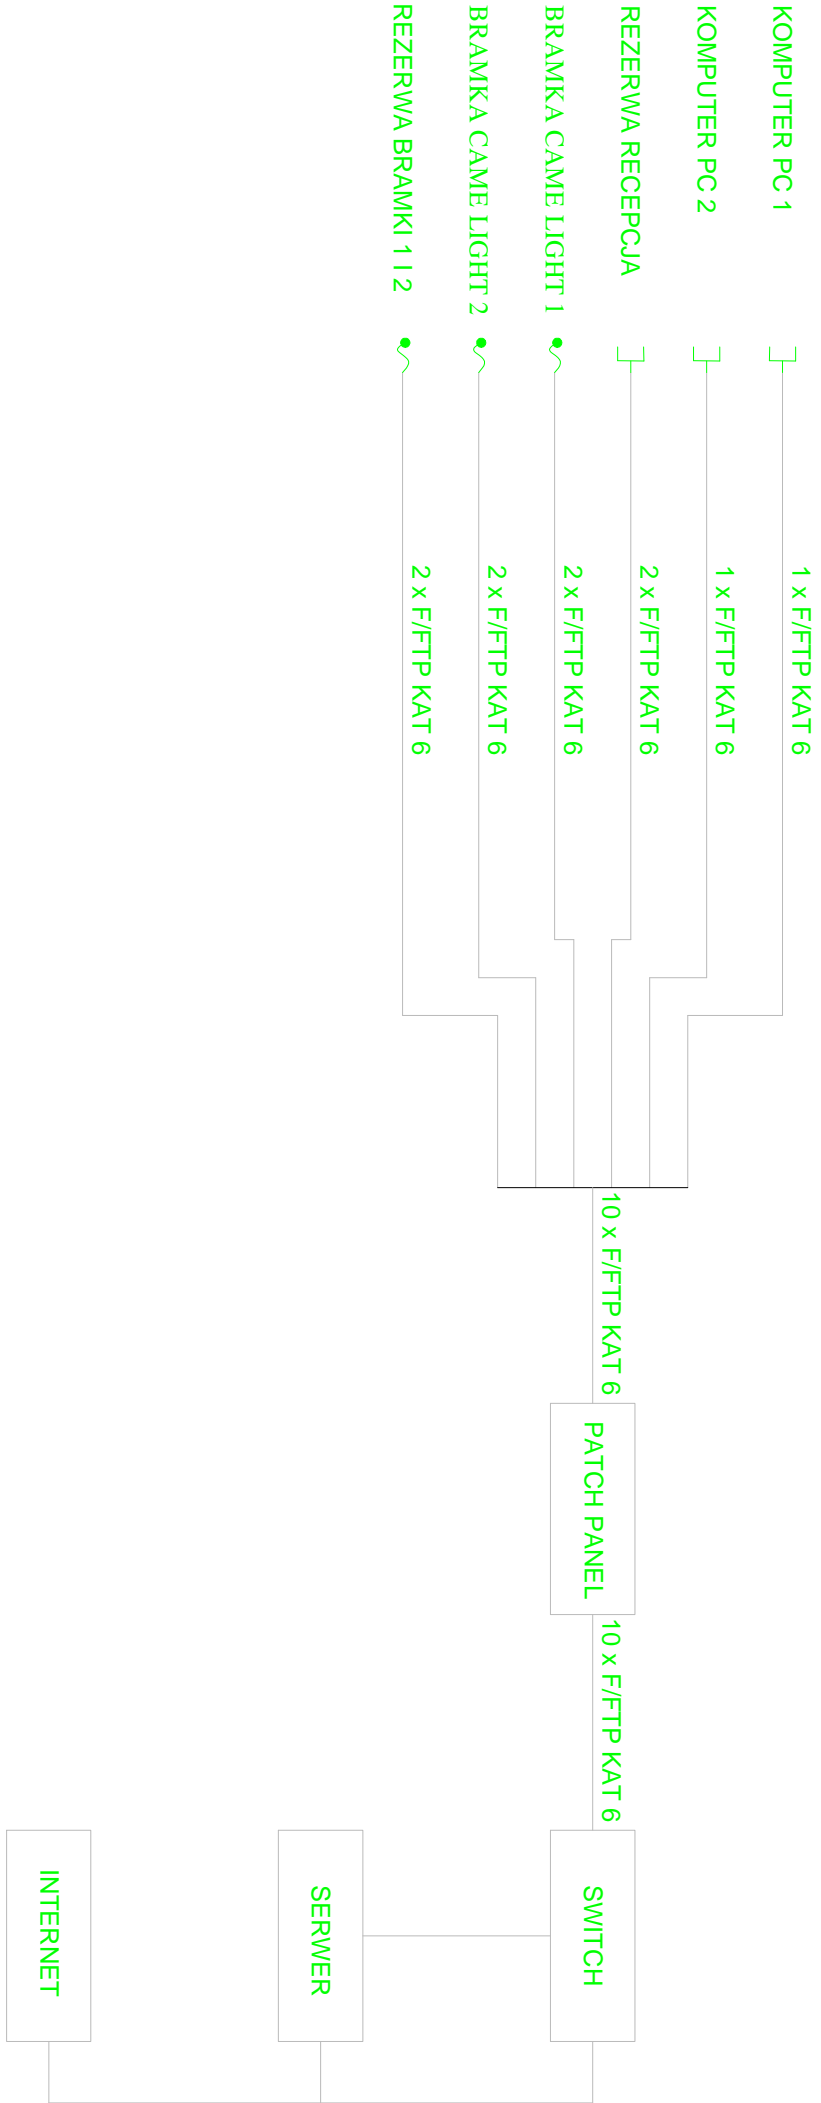 KOMPUTER PC 1
KOMPUTER PC 2
REZERWA RECEPCJA
BRAMKA CAME LIGHT 1
BRAMKA CAME LIGHT 2
REZERWA BRAMKI 1 I 2
1 x F/FTP KAT 6
1 x F/FTP KAT 6
2 x F/FTP KAT 6
2 x F/FTP KAT 6
2 x F/FTP KAT 6
2 x F/FTP KAT 6
10 x F/FTP KAT 6
PATCH PANEL
10 x F/FTP KAT 6
SWITCH
SERWER
INTERNET